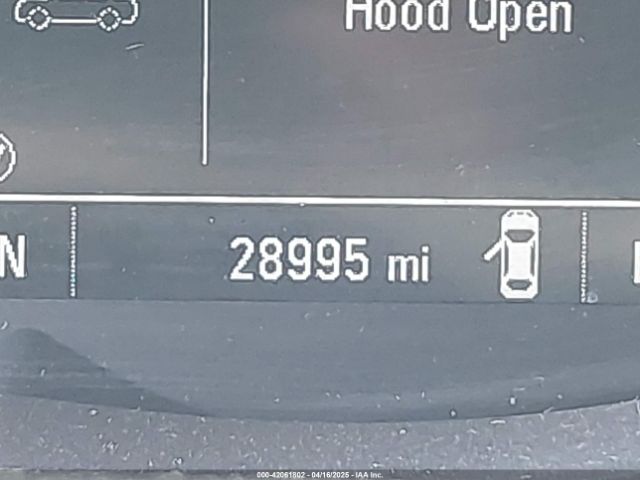 Hood Open
N
28995 mi
000-42061802 - 04/16/2025 - IAA Inc.